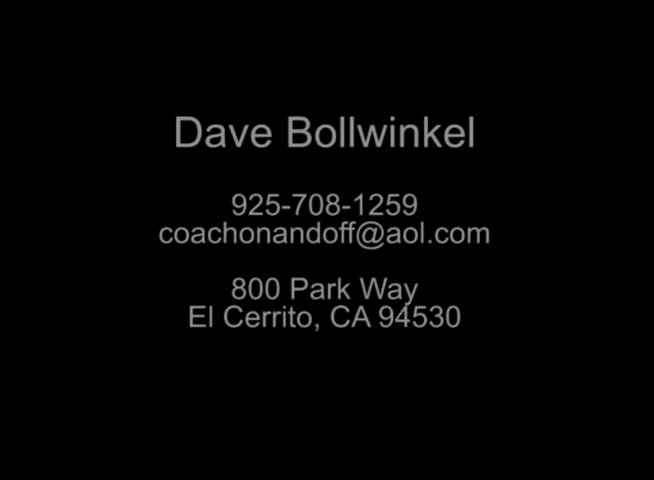 Dave Bollwinkel
925-708-1259
coachonandoff@aol.com
800 Park Way
El Cerrito, CA 94530